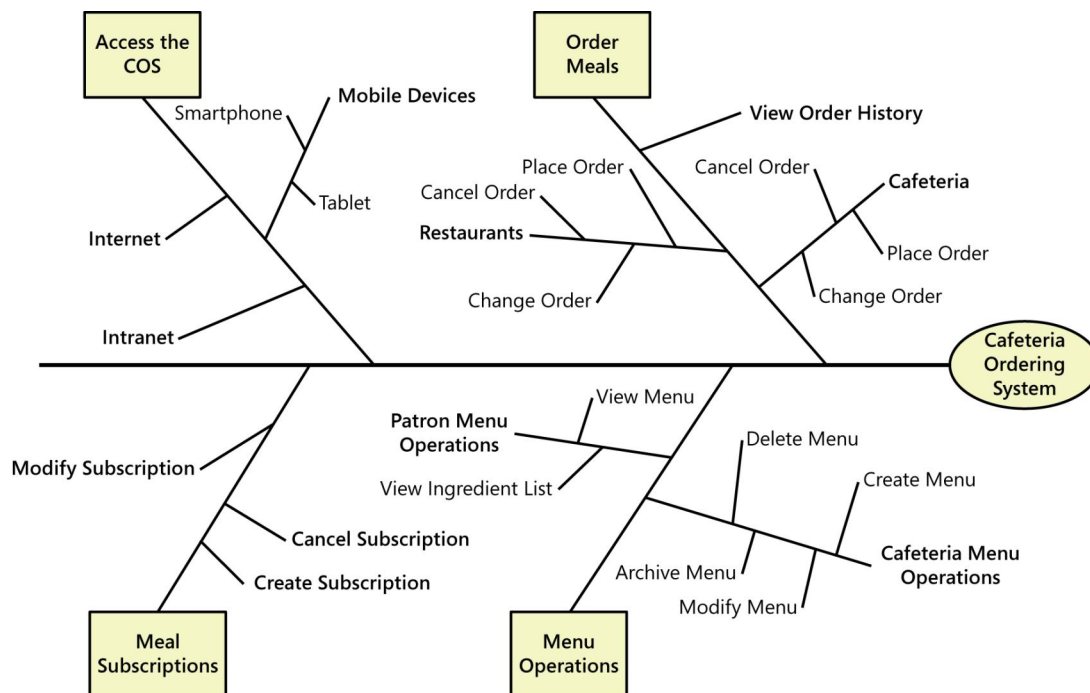 Access the
COS
Smartphone
Mobile Devices
Tablet
Internet
Intranet
Order
Meals
View Order History
Place Order
Cancel Order
Restaurants
Change Order
Cancel Order
Cafeteria
Place Order
Change Order
Cafeteria
Ordering
System
Modify Subscription
Cancel Subscription
Create Subscription
Meal
Subscriptions
View Menu
Patron Menu
Operations
View Ingredient List
Delete Menu
Create Menu
Archive Menu
Modify Menu
Cafeteria Menu
Operations
Menu
Operations